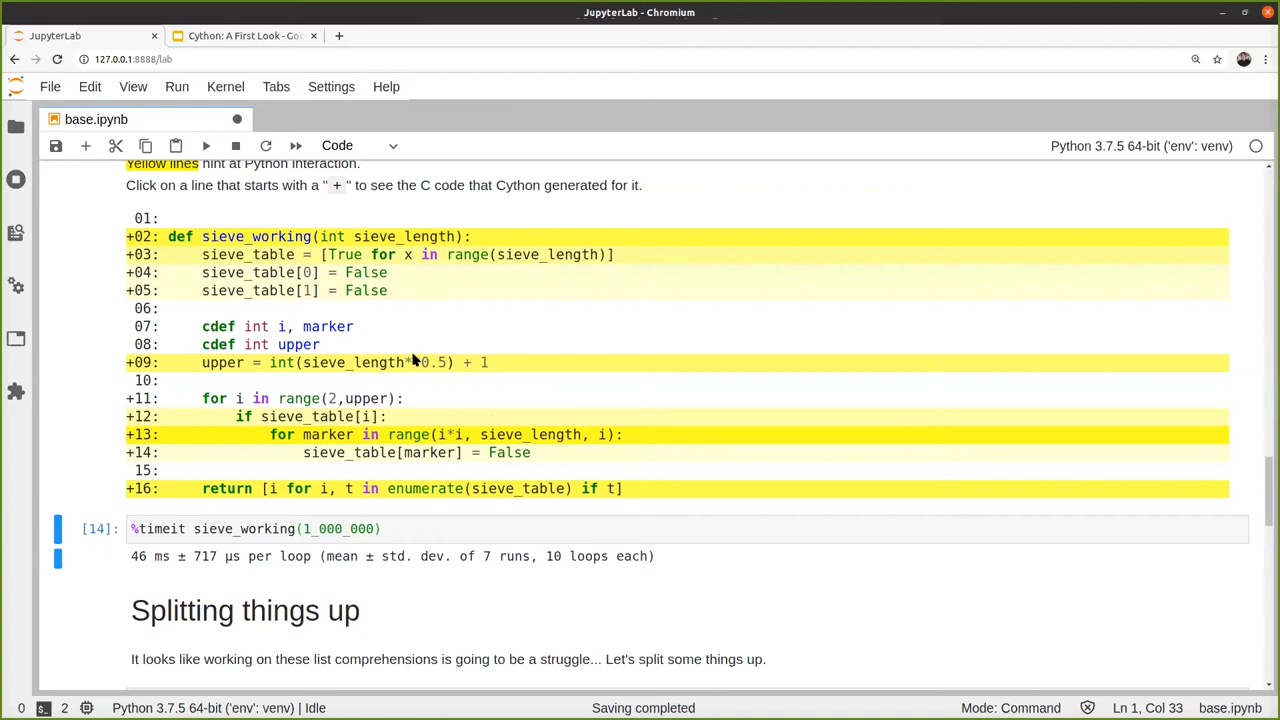 JupyterLab - Chromium
JupyterLab
Cython: A First Look - Goo
127.0.0.1:8888/lab
File Edit View Run Kernel Tabs Settings Help
base.ipynb
Code
Python 3.7.5 64-bit ('env': venv)
Yellow lines hint at Python interaction.
Click on a line that starts with a "+" to see the C code that Cython generated for it.
01:
+02: def sieve_working(int sieve_length):
+03:     sieve_table = [True for x in range(sieve_length)]
+04:     sieve_table[0] = False
+05:     sieve_table[1] = False
06:
07:     cdef int i, marker
08:     cdef int upper
+09:     upper = int(sieve_length* 0.5) + 1
10:
+11:     for i in range(2,upper):
+12:         if sieve_table[i]:
+13:             for marker in range(i*i, sieve_length, i):
+14:                 sieve_table[marker] = False
15:
+16:     return [i for i, t in enumerate(sieve_table) if t]
[14]: %timeit sieve_working(1_000_000)
46 ms ± 717 µs per loop (mean ± std. dev. of 7 runs, 10 loops each)
Splitting things up
It looks like working on these list comprehensions is going to be a struggle... Let's split some things up.
0 2 Python 3.7.5 64-bit ('env': venv) | Idle Saving completed Mode: Command Ln 1, Col 33 base.ipynb